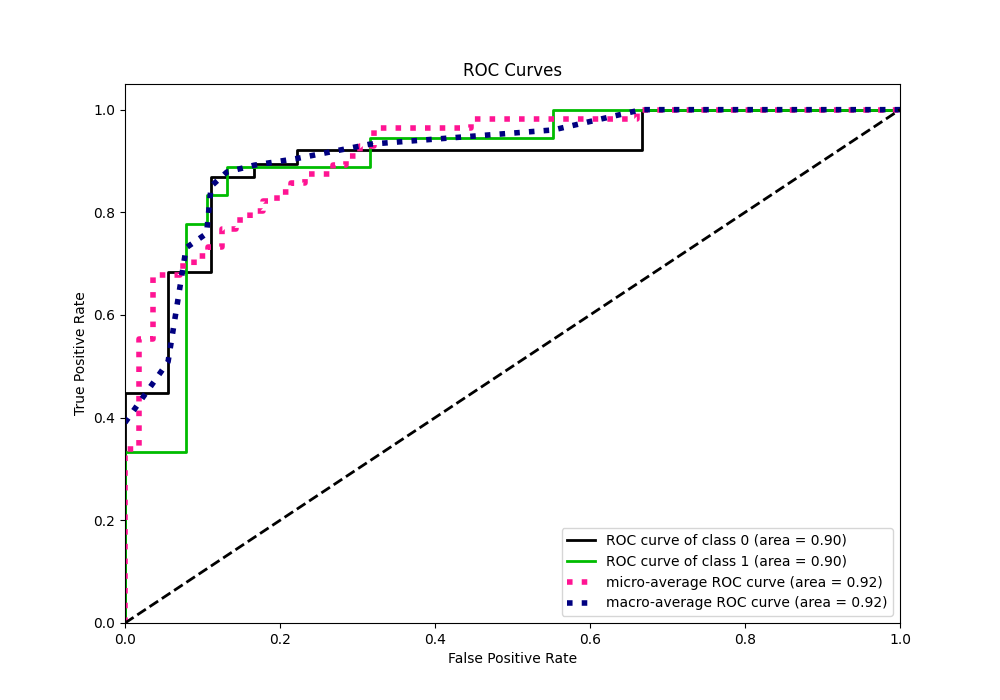 ROC Curves
True Positive Rate
1.0
0.8
0.6
0.4
0.2
0.0
0.0 0.2 0.4 0.6 0.8 1.0
False Positive Rate
ROC curve of class 0 (area = 0.90)
ROC curve of class 1 (area = 0.90)
micro-average ROC curve (area = 0.92)
macro-average ROC curve (area = 0.92)